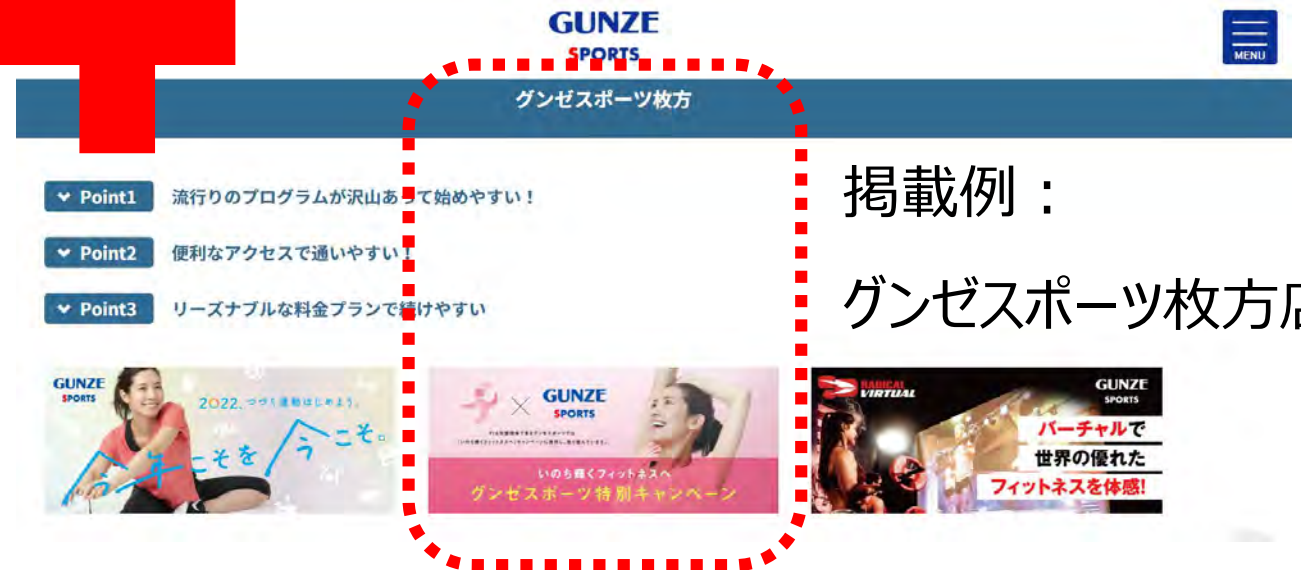 GUNZE
SPORTS
MENU
グンゼスポーツ枚方
Point1 流行りのプログラムが沢山あって始めやすい！
Point2 便利なアクセスで通いやすい！
Point3 リーズナブルな料金プランで続けやすい
掲載例：
グンゼスポーツ枚方店
GUNZE
SPORTS
2022、つづく運動はじめよう。
今年こそを今こそ。
× GUNZE
SPORTS
いのち輝くフィットネスへ
グンゼスポーツ特別キャンペーン
RADICAL
VIRTUAL
GUNZE
SPORTS
バーチャルで
世界の優れた
フィットネスを体感!